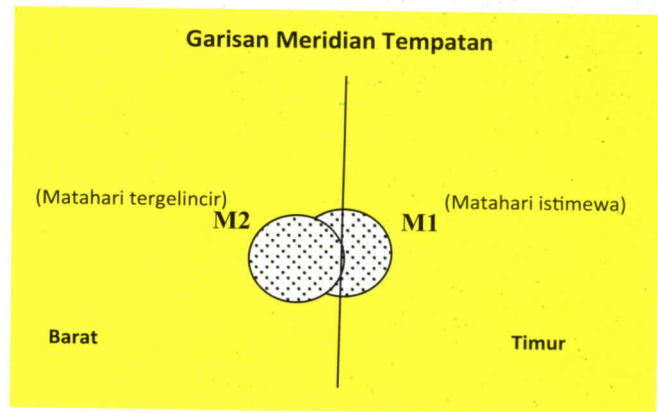 Garisan Meridian Tempatan
(Matahari tergelincir)
M2
M1
(Matahari istimewa)
Barat
Timur